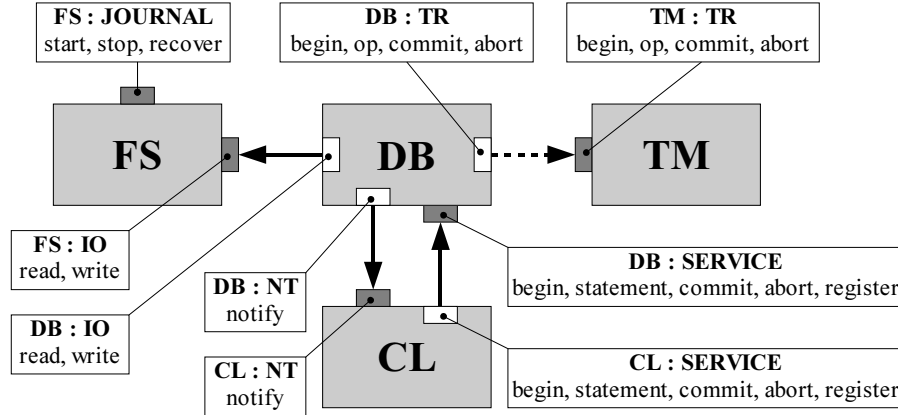 FS : JOURNAL
start, stop, recover
DB : TR
begin, op, commit, abort
TM : TR
begin, op, commit, abort
FS
DB
TM
FS : IO
read, write
DB : IO
read, write
DB : NT
notify
CL : NT
notify
CL
DB : SERVICE
begin, statement, commit, abort, register
CL : SERVICE
begin, statement, commit, abort, register